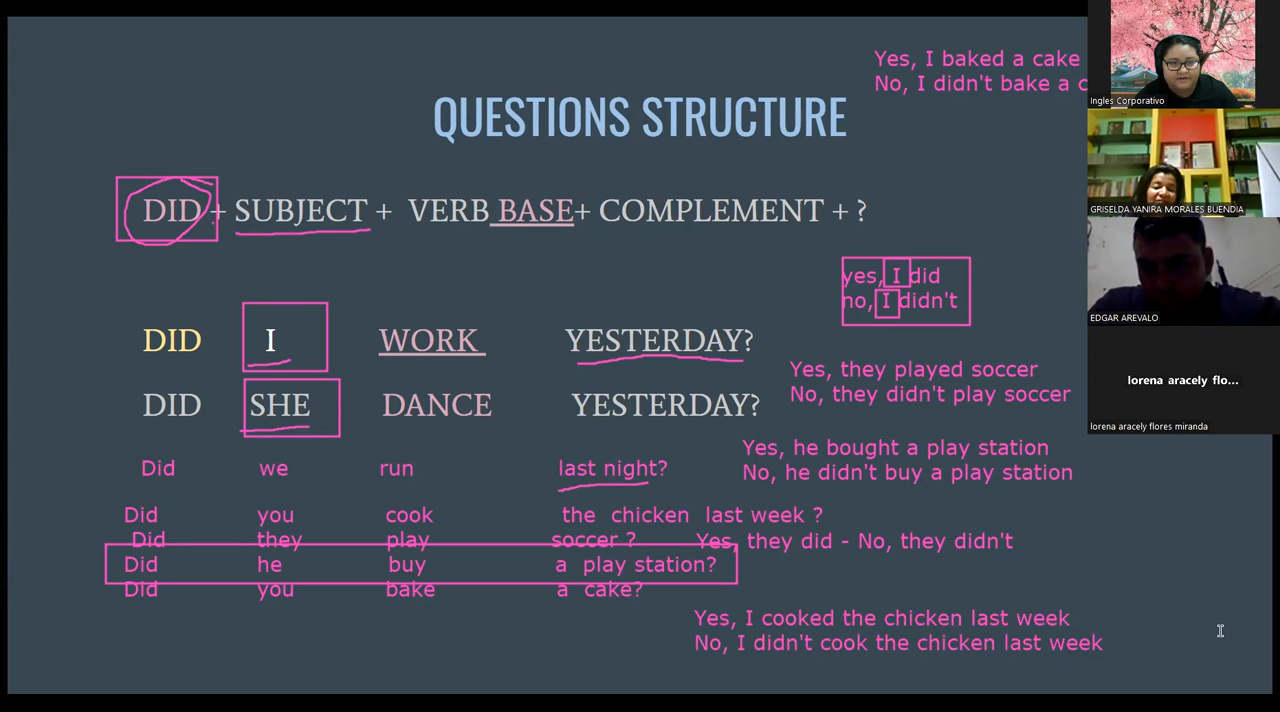 Yes, I baked a cake
No, I didn't bake a c
QUESTIONS STRUCTURE
DID + SUBJECT + VERB BASE+ COMPLEMENT + ?
yes, I did
no, I didn't
DID I WORK YESTERDAY?
Yes, they played soccer
No, they didn't play soccer
DID SHE DANCE YESTERDAY?
Yes, he bought a play station
No, he didn't buy a play station
Did we run last night?
Did you cook the chicken last week ?
Did they play soccer ? Yes, they did - No, they didn't
Did he buy a play station?
Did you bake a cake?
Yes, I cooked the chicken last week
No, I didn't cook the chicken last week
Ingles Corporativo
GRISELDA YANIRA MORALES BUENDIA
EDGAR AREVALO
lorena aracely flo...
lorena aracely flores miranda